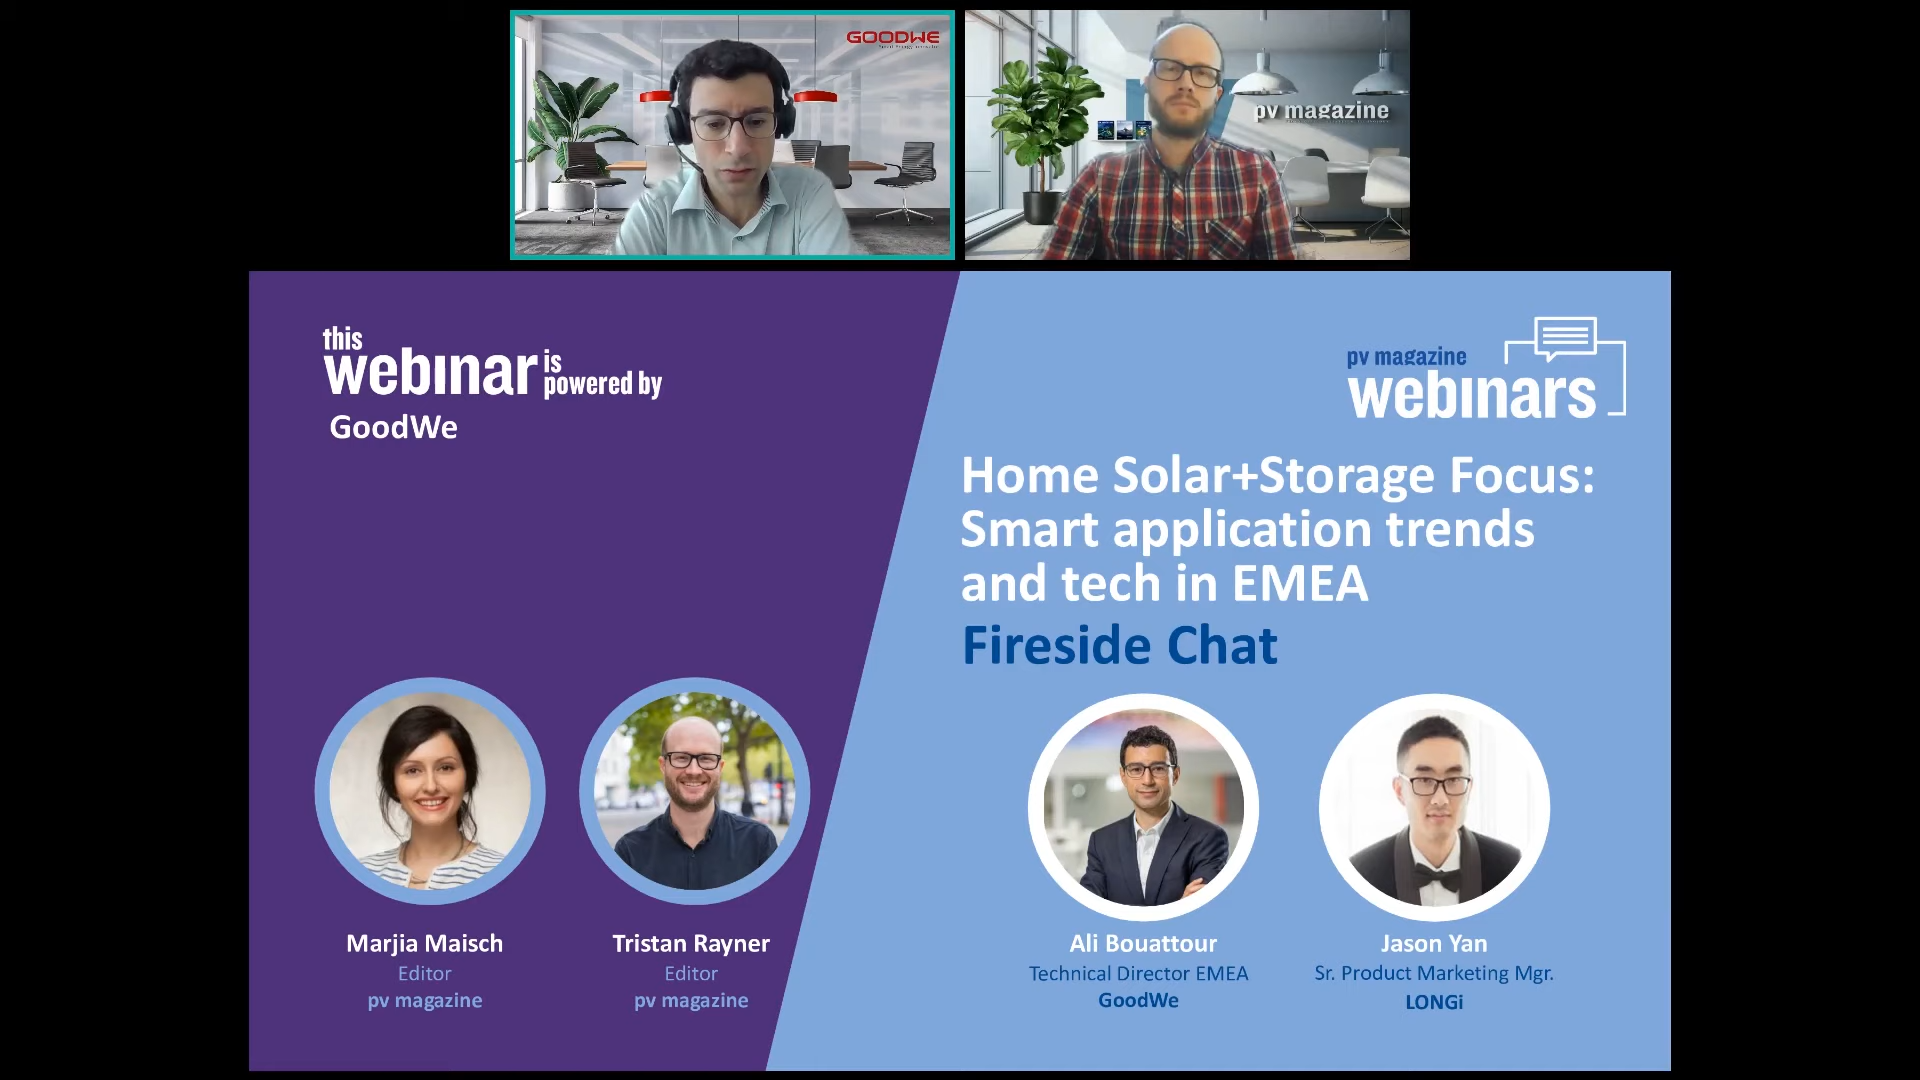 GOODWE
pv magazine
this
webinar is
powered by
GoodWe
pv magazine
webinars
Home Solar+Storage Focus:
Smart application trends
and tech in EMEA
Fireside Chat
Marjia Maisch
Editor
pv magazine
Tristan Rayner
Editor
pv magazine
Ali Bouattour
Technical Director EMEA
GoodWe
Jason Yan
Sr. Product Marketing Mgr.
LONGi